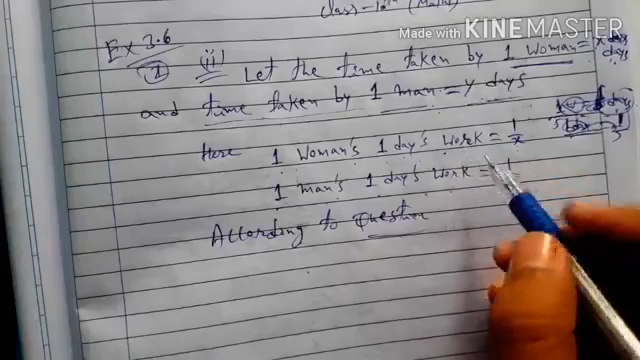 Class-10th (Maths)
Made with KINEMASTER
Ex 3.6
2 (ii) Let the time taken by 1 woman = x days
and time taken by 1 man = y days
Here 1 woman's 1 day's work = 1/x
1 man's 1 day's work = 1
According to Question